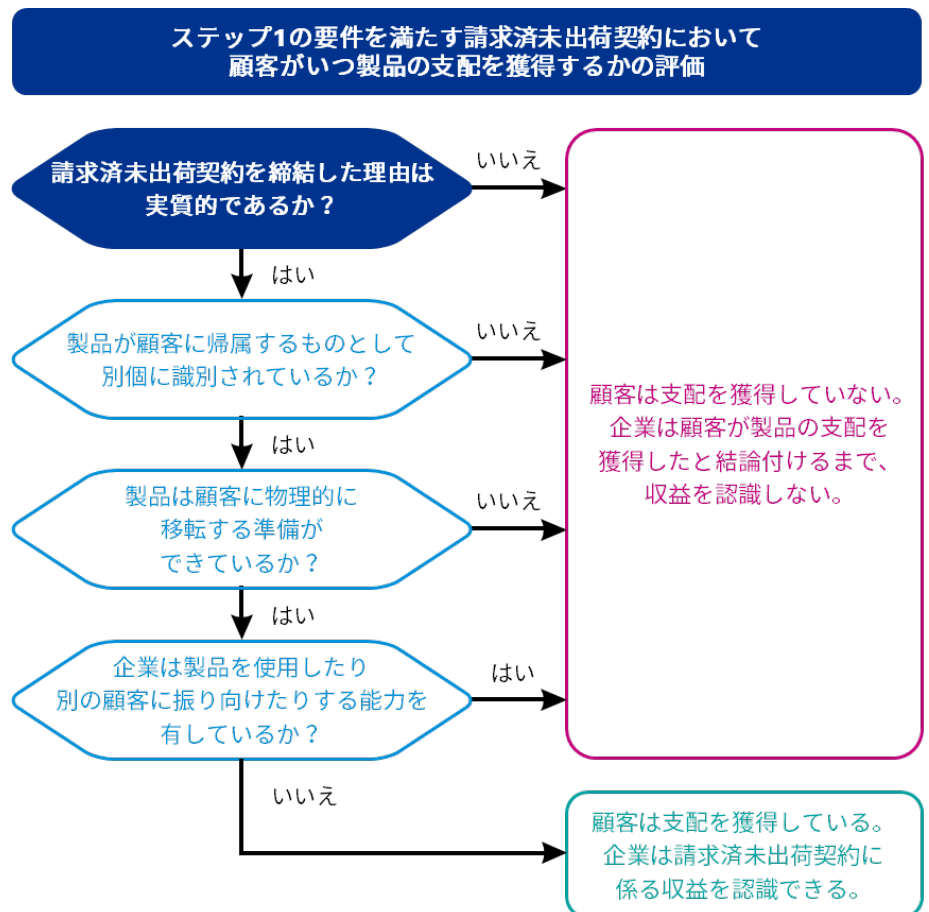 ステップ1の要件を満たす請求済未出荷契約において
顧客がいつ製品の支配を獲得するかの評価
請求済未出荷契約を締結した理由は
実質的であるか？
いいえ
はい
製品が顧客に帰属するものとして
別個に識別されているか？
いいえ
はい
製品は顧客に物理的に
移転する準備が
できているか？
いいえ
はい
企業は製品を使用したり
別の顧客に振り向けたりする能力を
有しているか？
はい
いいえ
顧客は支配を獲得していない。
企業は顧客が製品の支配を
獲得したと結論付けるまで、
収益を認識しない。
顧客は支配を獲得している。
企業は請求済未出荷契約に
係る収益を認識できる。